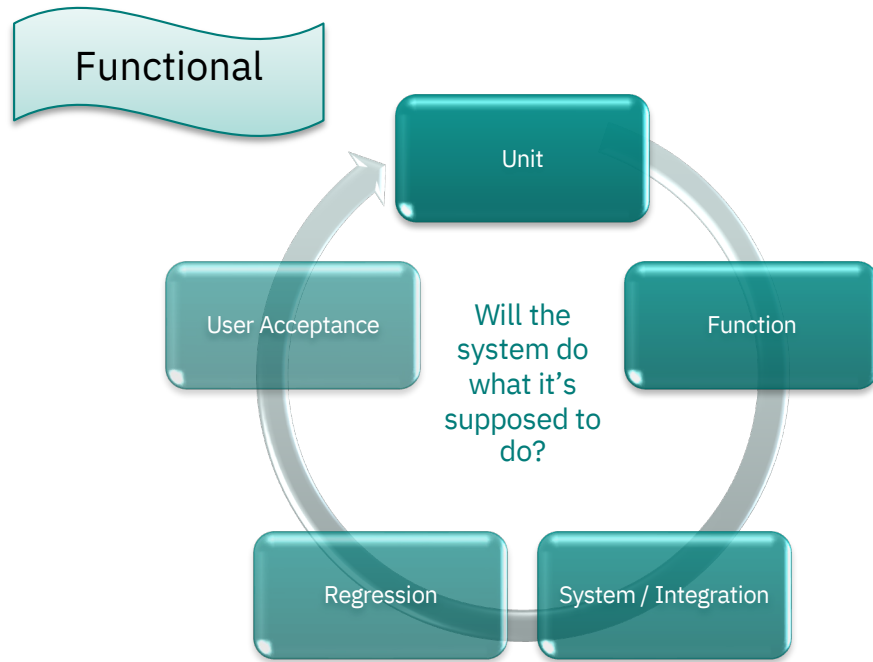 Functional
Unit
Function
System / Integration
Regression
User Acceptance
Will the
system do
what it’s
supposed to
do?